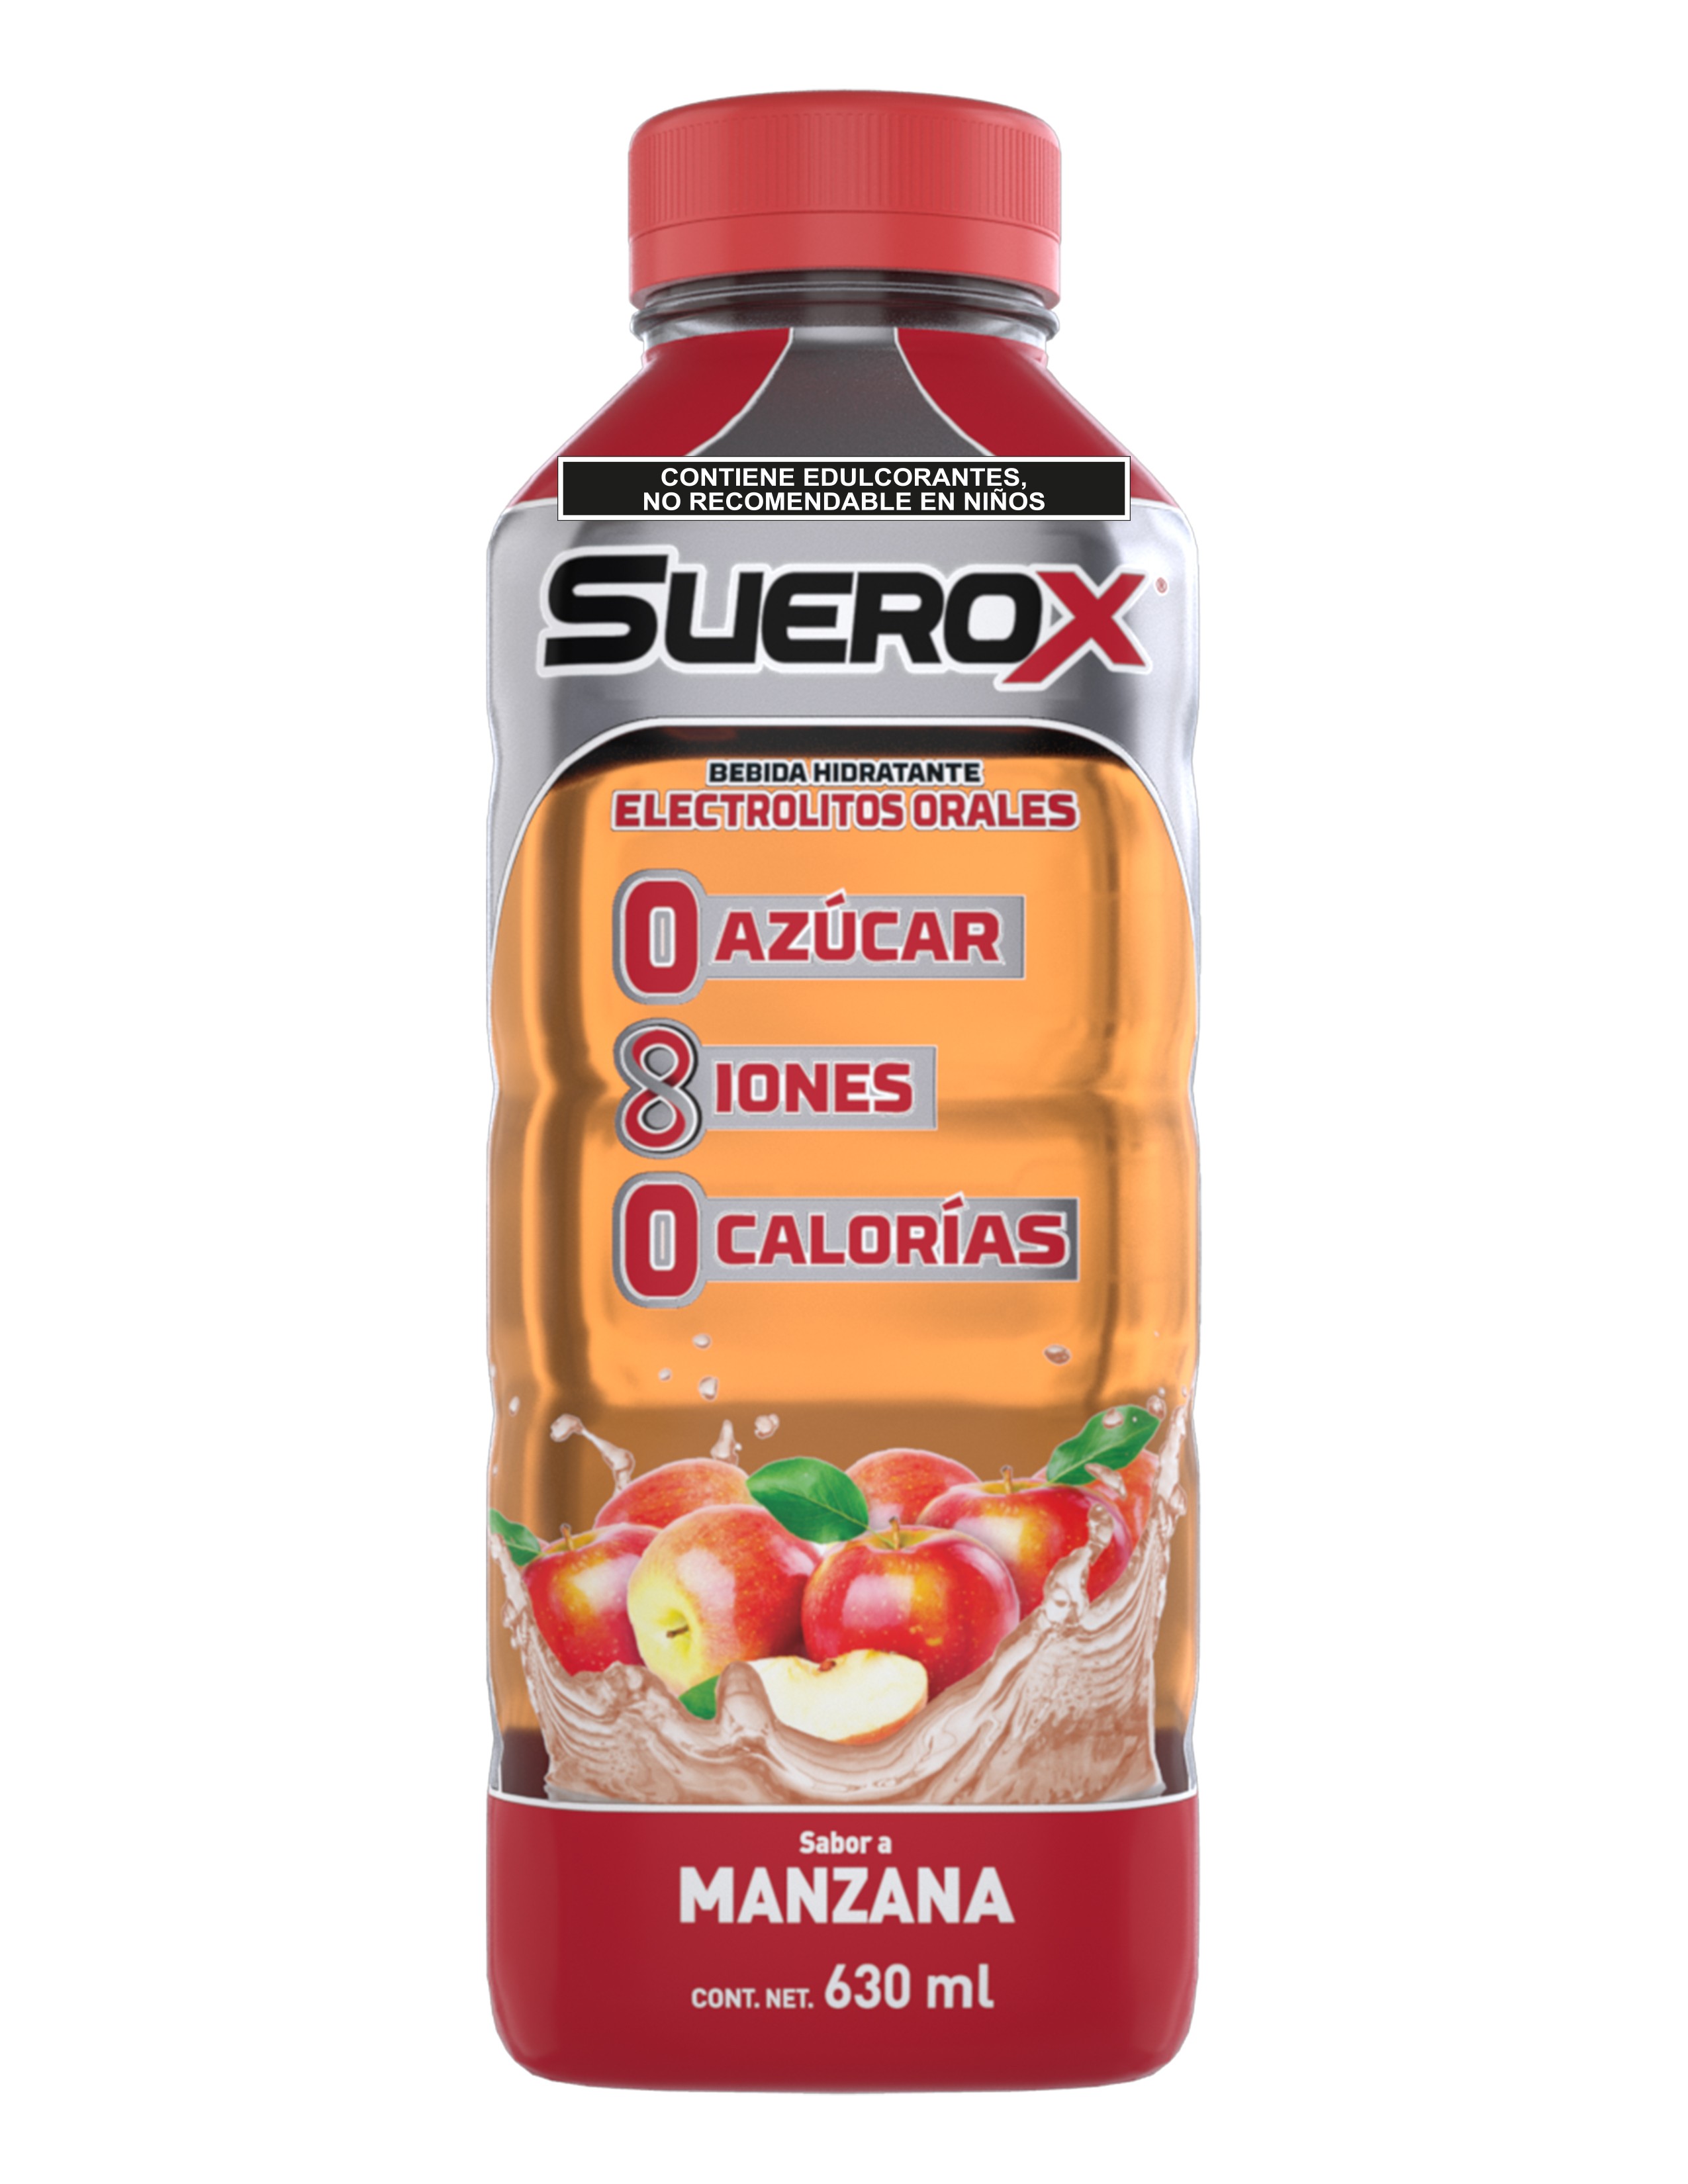 CONTIENE EDULCORANTES,
NO RECOMENDABLE EN NIÑOS
SUEROX
BEBIDA HIDRATANTE
ELECTROLITOS ORALES
0 AZÚCAR
8 IONES
0 CALORÍAS
Sabor a
MANZANA
CONT. NET. 630 ml